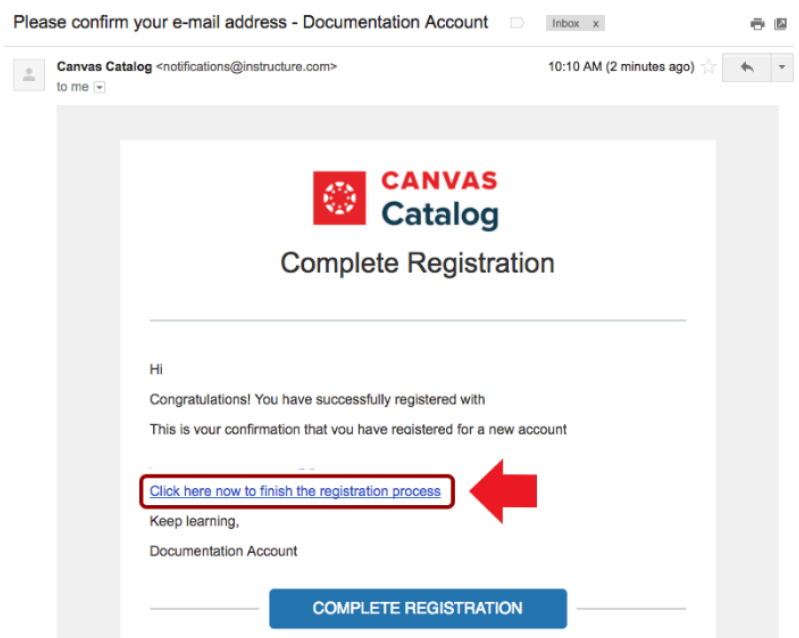 Please confirm your e-mail address - Documentation Account Inbox x
Canvas Catalog <notifications@instructure.com> 10:10 AM (2 minutes ago)
to me
CANVAS
Catalog
Complete Registration
Hi
Congratulations! You have successfully registered with
This is your confirmation that you have registered for a new account
Click here now to finish the registration process
Keep learning,
Documentation Account
COMPLETE REGISTRATION